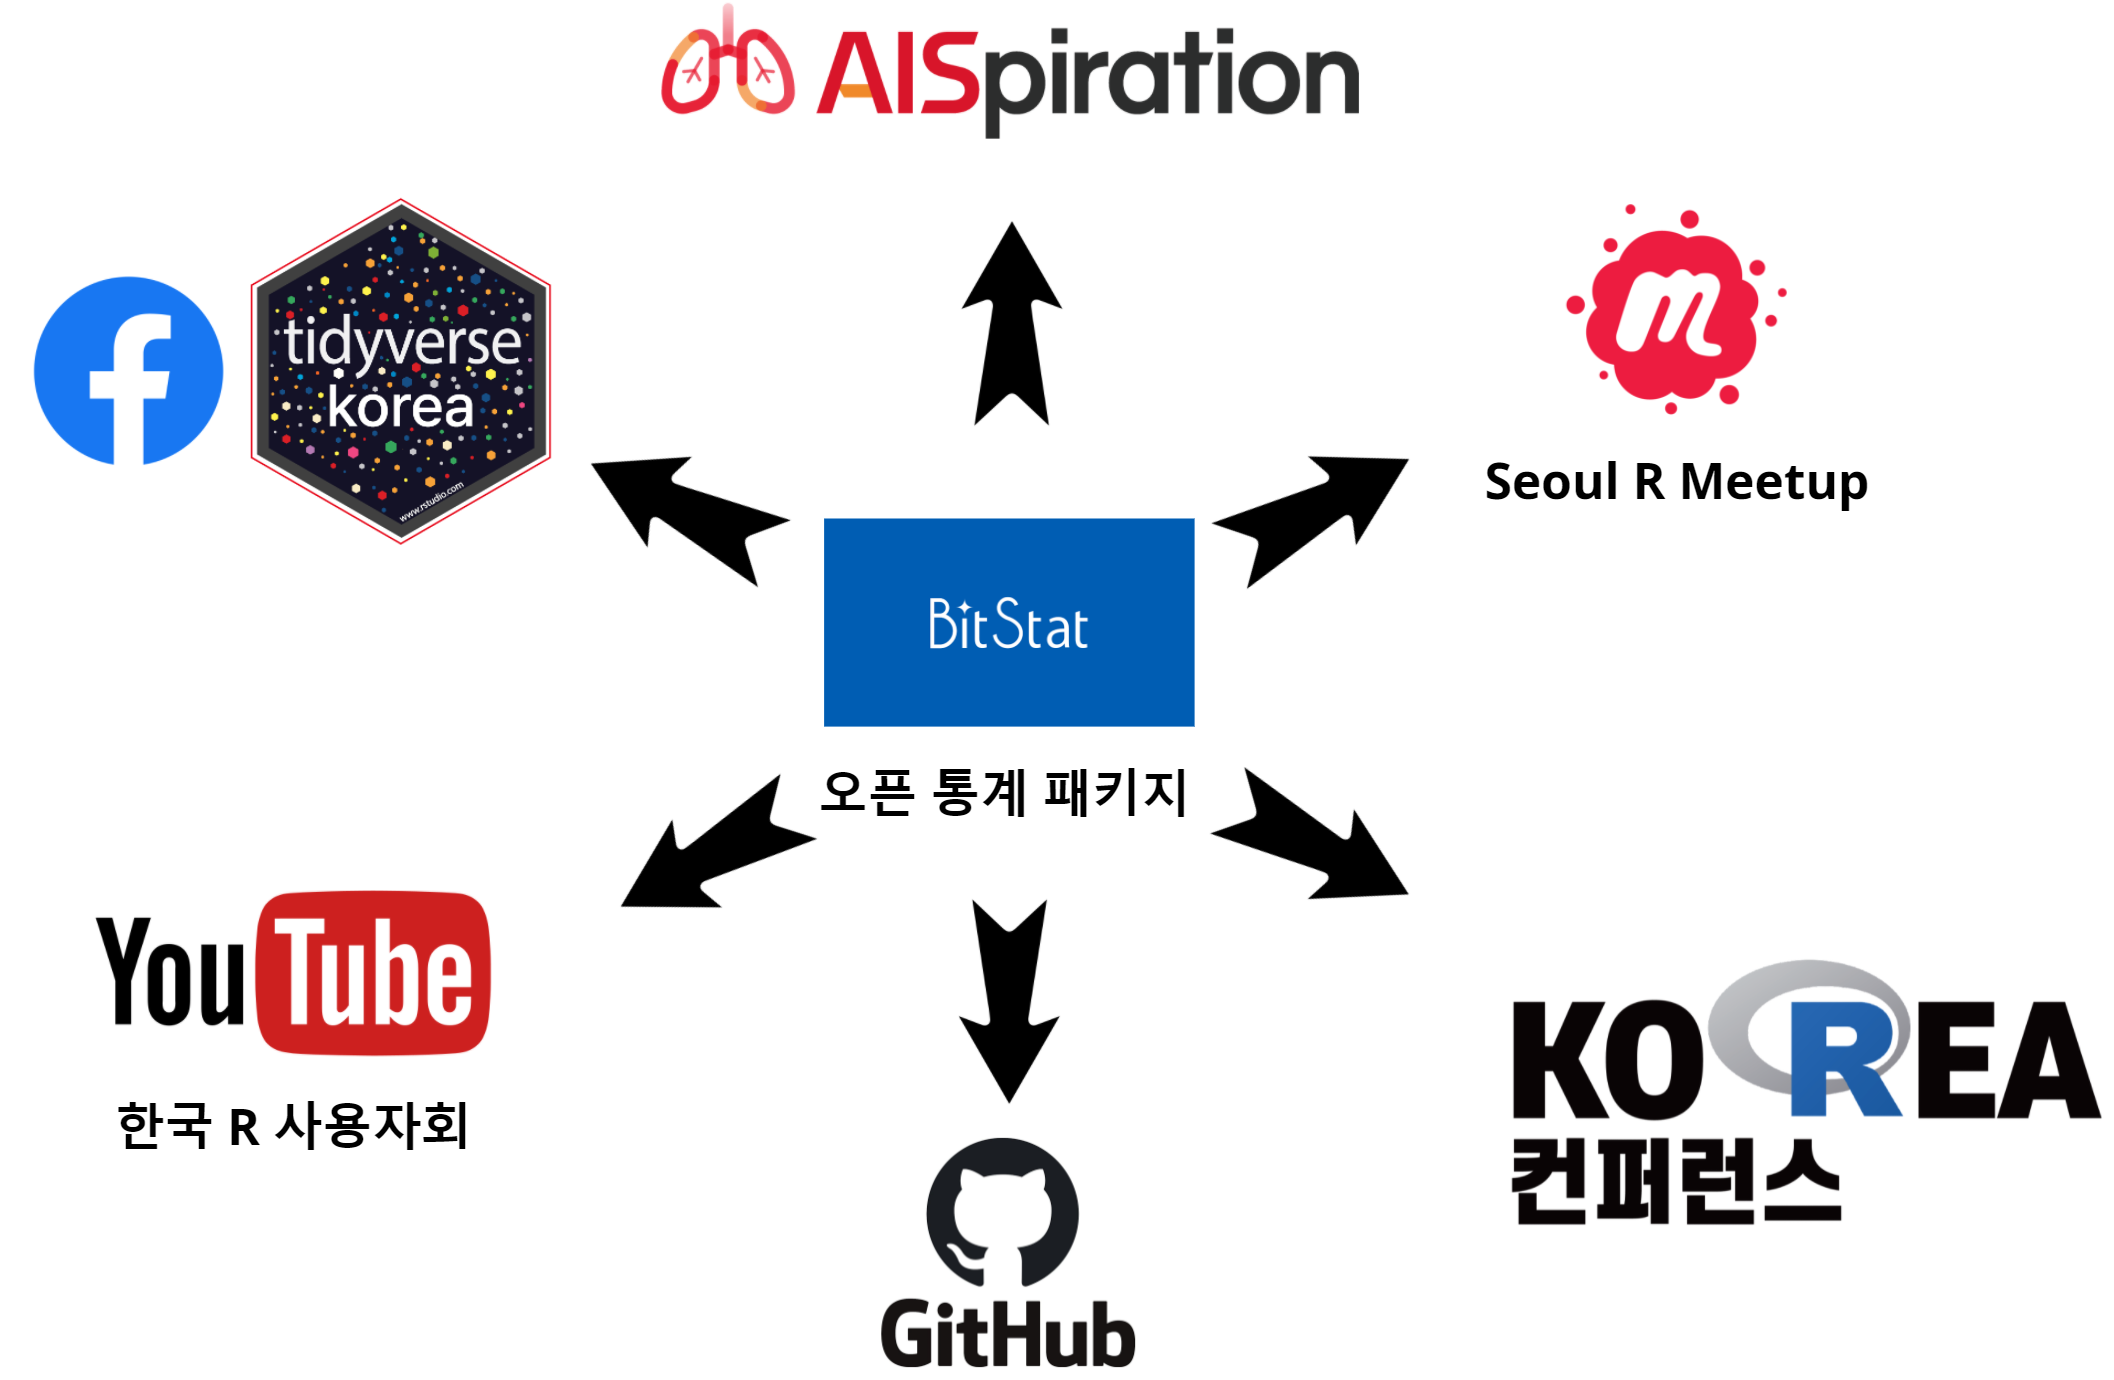 AISpiration
tidyverse
korea
www.rstudio.com
Seoul R Meetup
BitStat
오픈 통계 패키지
YouTube
한국 R 사용자회
KOREA
컨퍼런스
GitHub